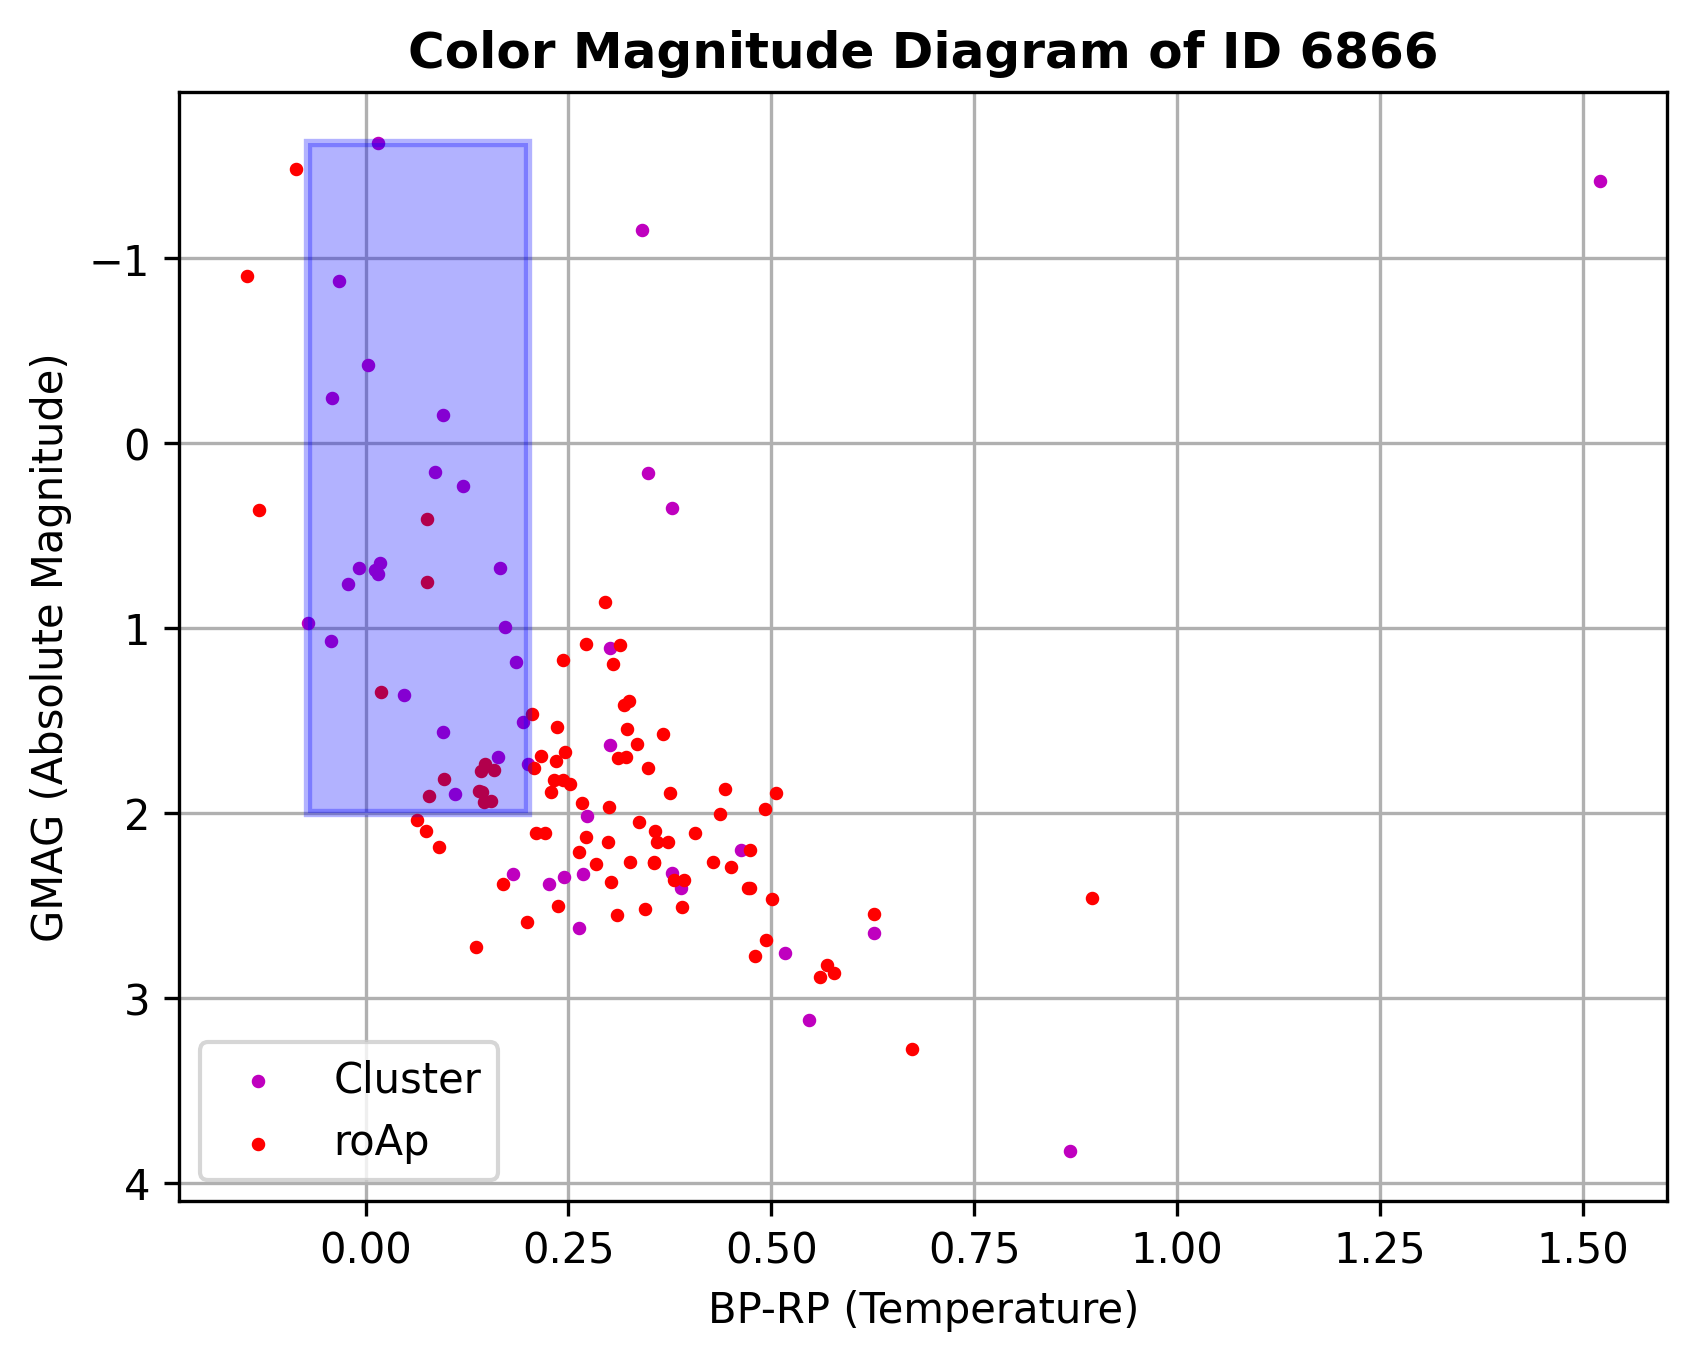 Color Magnitude Diagram of ID 6866
GMAG (Absolute Magnitude)
−1
0
1
2
3
4
Cluster
roAp
0.00 0.25 0.50 0.75 1.00 1.25 1.50
BP-RP (Temperature)